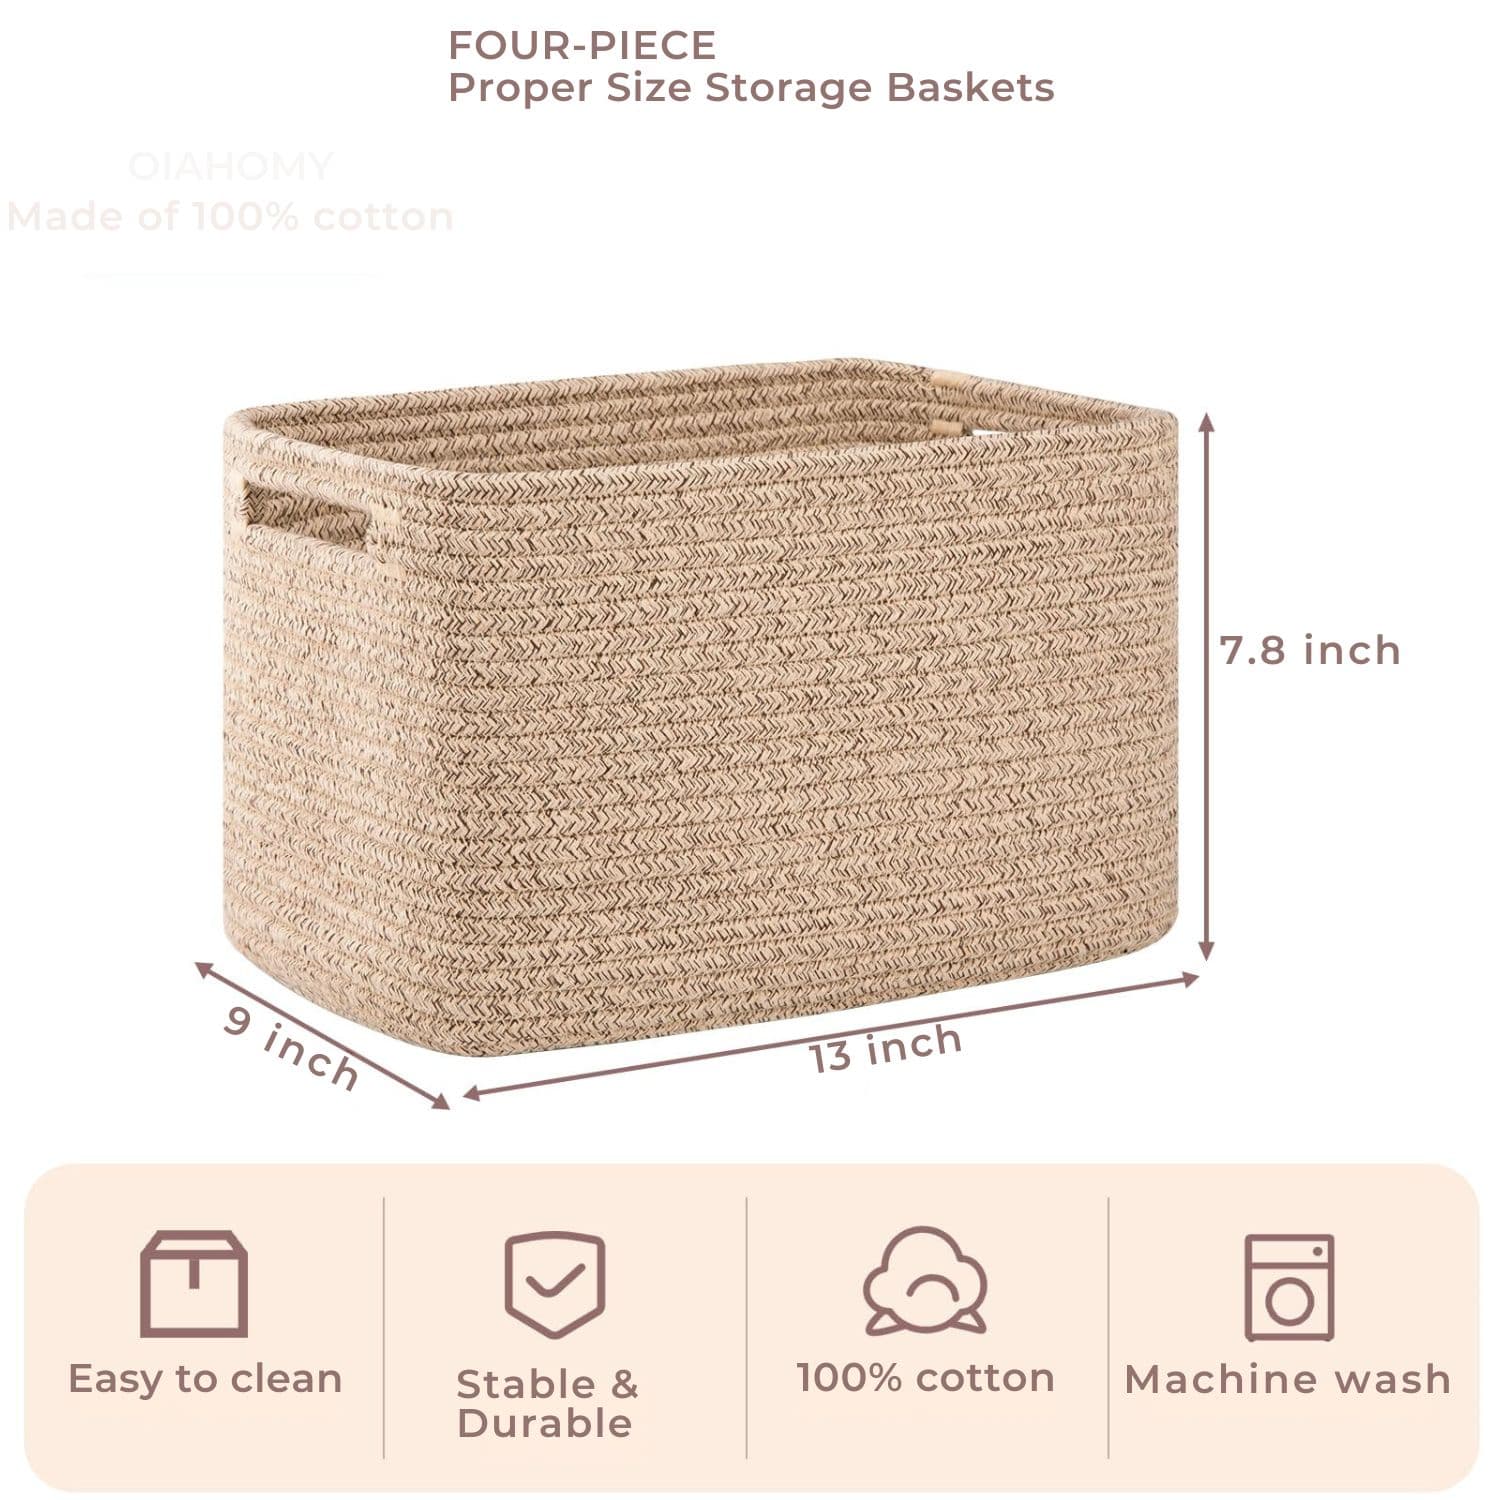 FOUR-PIECE
Proper Size Storage Baskets
OIAHOMY
Made of 100% cotton
7.8 inch
9 inch
13 inch
Easy to clean
Stable &
Durable
100% cotton
Machine wash